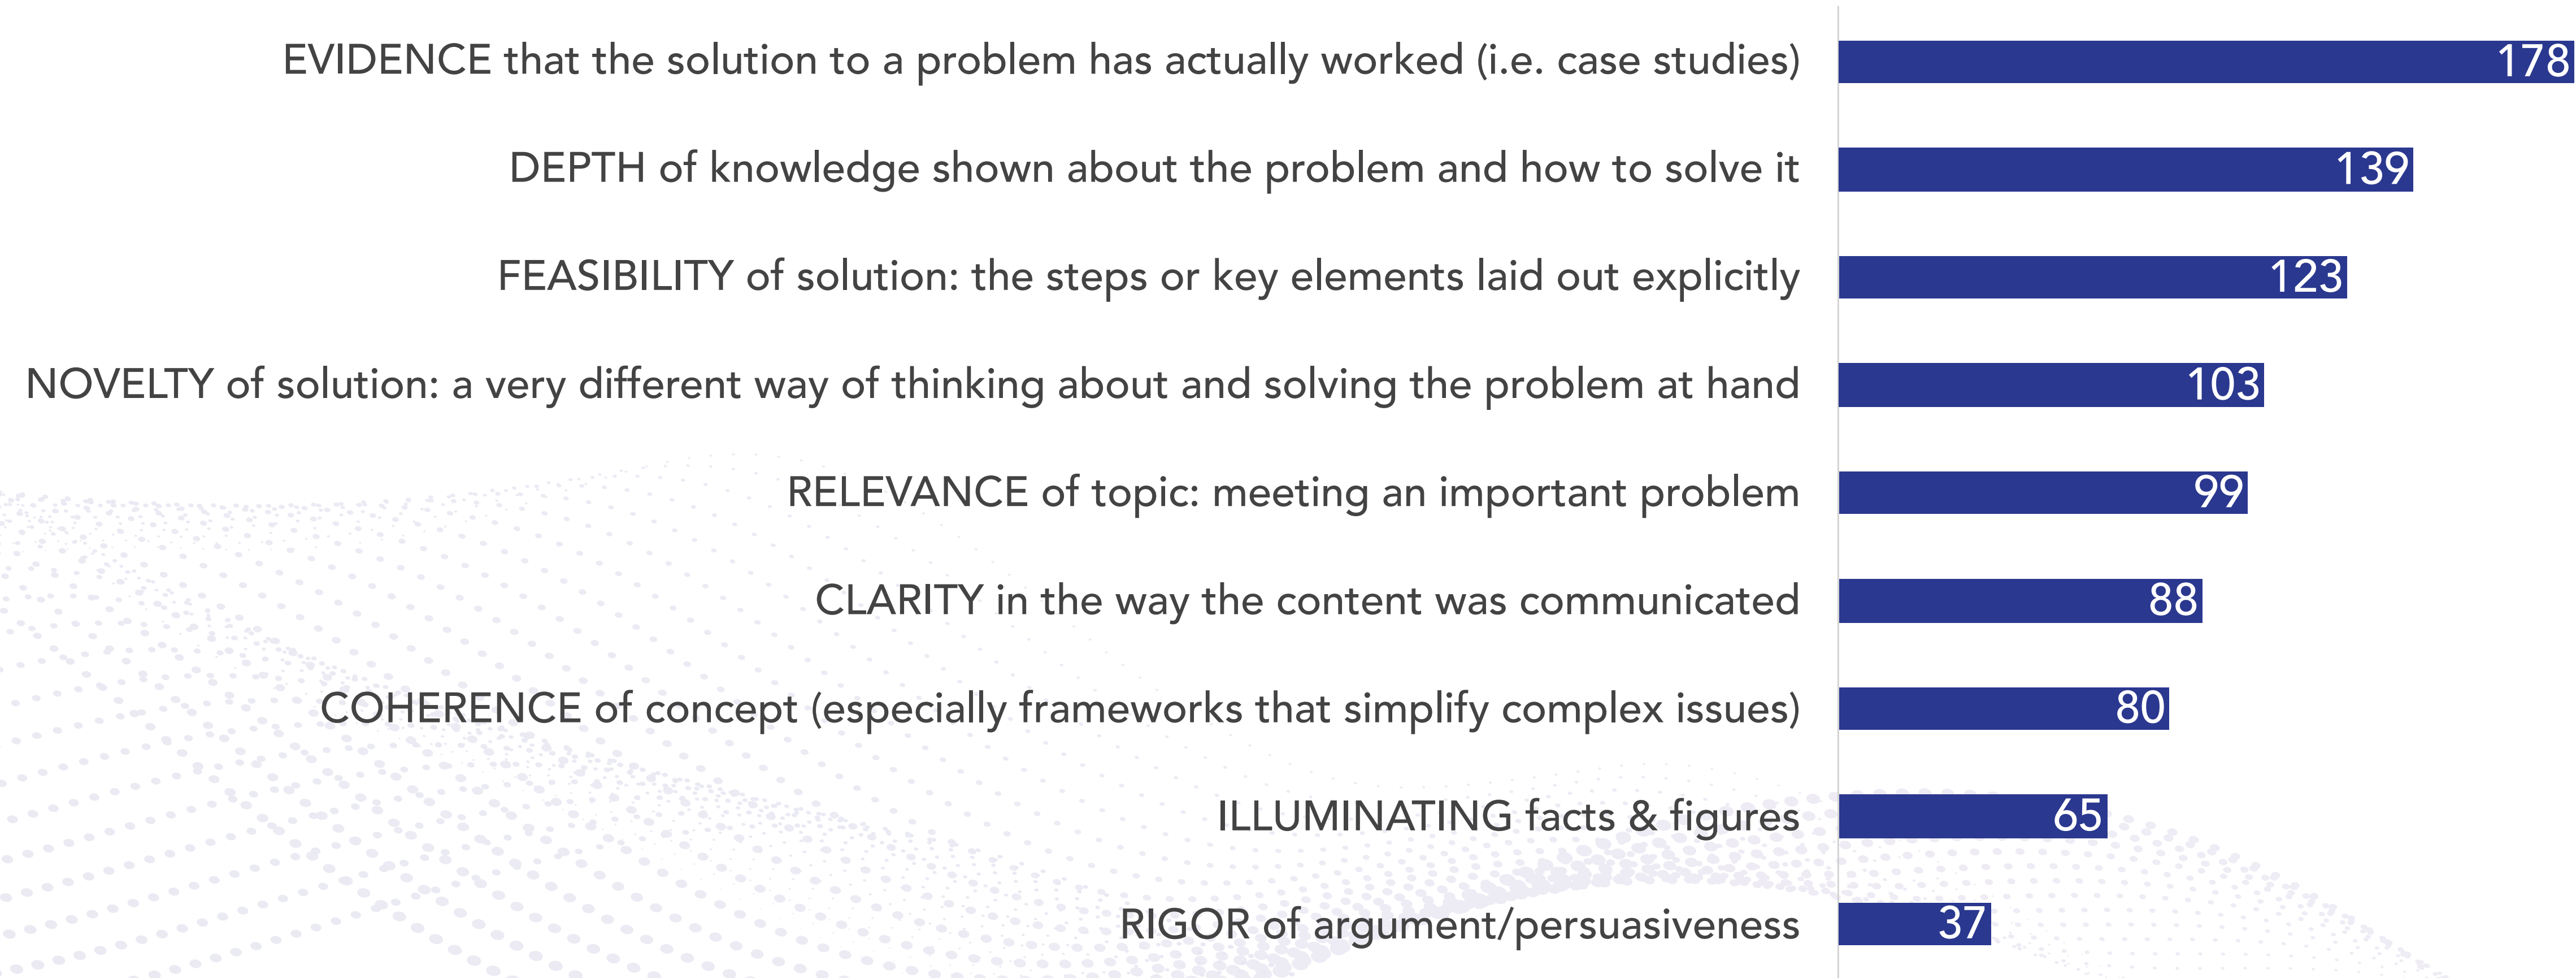 EVIDENCE that the solution to a problem has actually worked (i.e. case studies) 178
DEPTH of knowledge shown about the problem and how to solve it 139
FEASIBILITY of solution: the steps or key elements laid out explicitly 123
NOVELTY of solution: a very different way of thinking about and solving the problem at hand 103
RELEVANCE of topic: meeting an important problem 99
CLARITY in the way the content was communicated 88
COHERENCE of concept (especially frameworks that simplify complex issues) 80
ILLUMINATING facts & figures 65
RIGOR of argument/persuasiveness 37